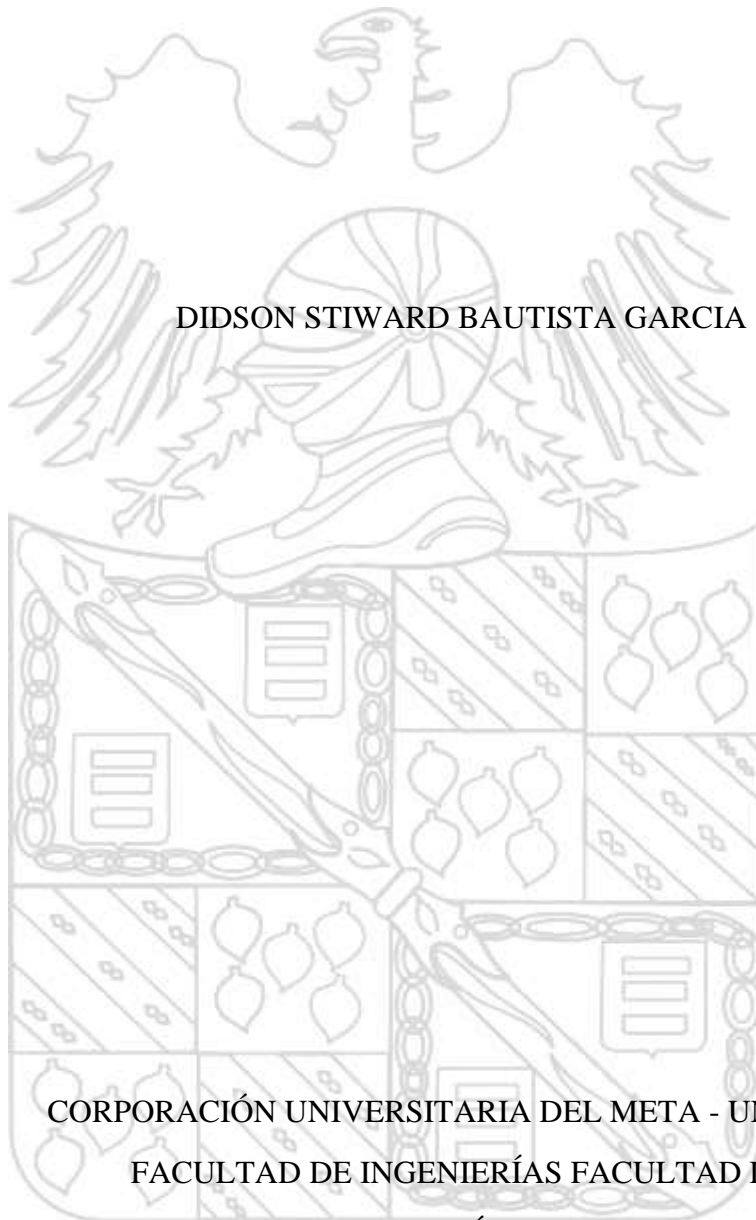 DIDSON STIWARD BAUTISTA GARCIA
CORPORACIÓN UNIVERSITARIA DEL META -
FACULTAD DE INGENIERÍAS FACULTAD